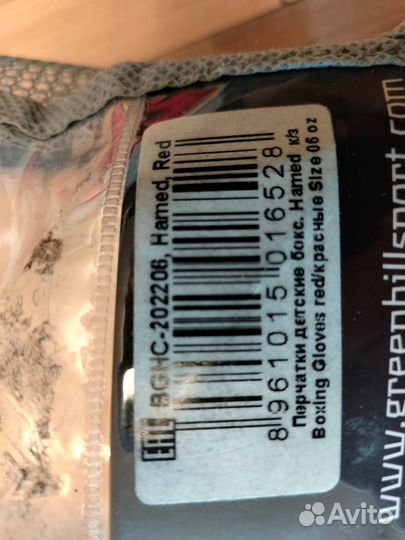 BGHC-202206, Hamed, Red
EAC
8 961015 016528
Перчатки детские бокс. Hamed к/з
Boxing Gloves red/красные Size 06 oz
www.greenhillsport.com
Avito